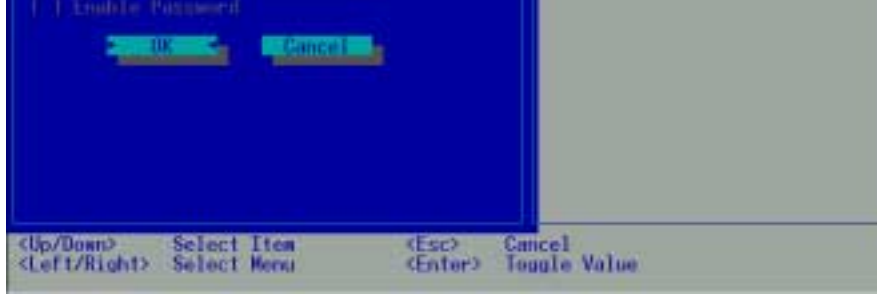 [ ] Enable Password
OK Cancel
<Up/Down> Select Item <Esc> Cancel
<Left/Right> Select Menu <Enter> Toggle Value